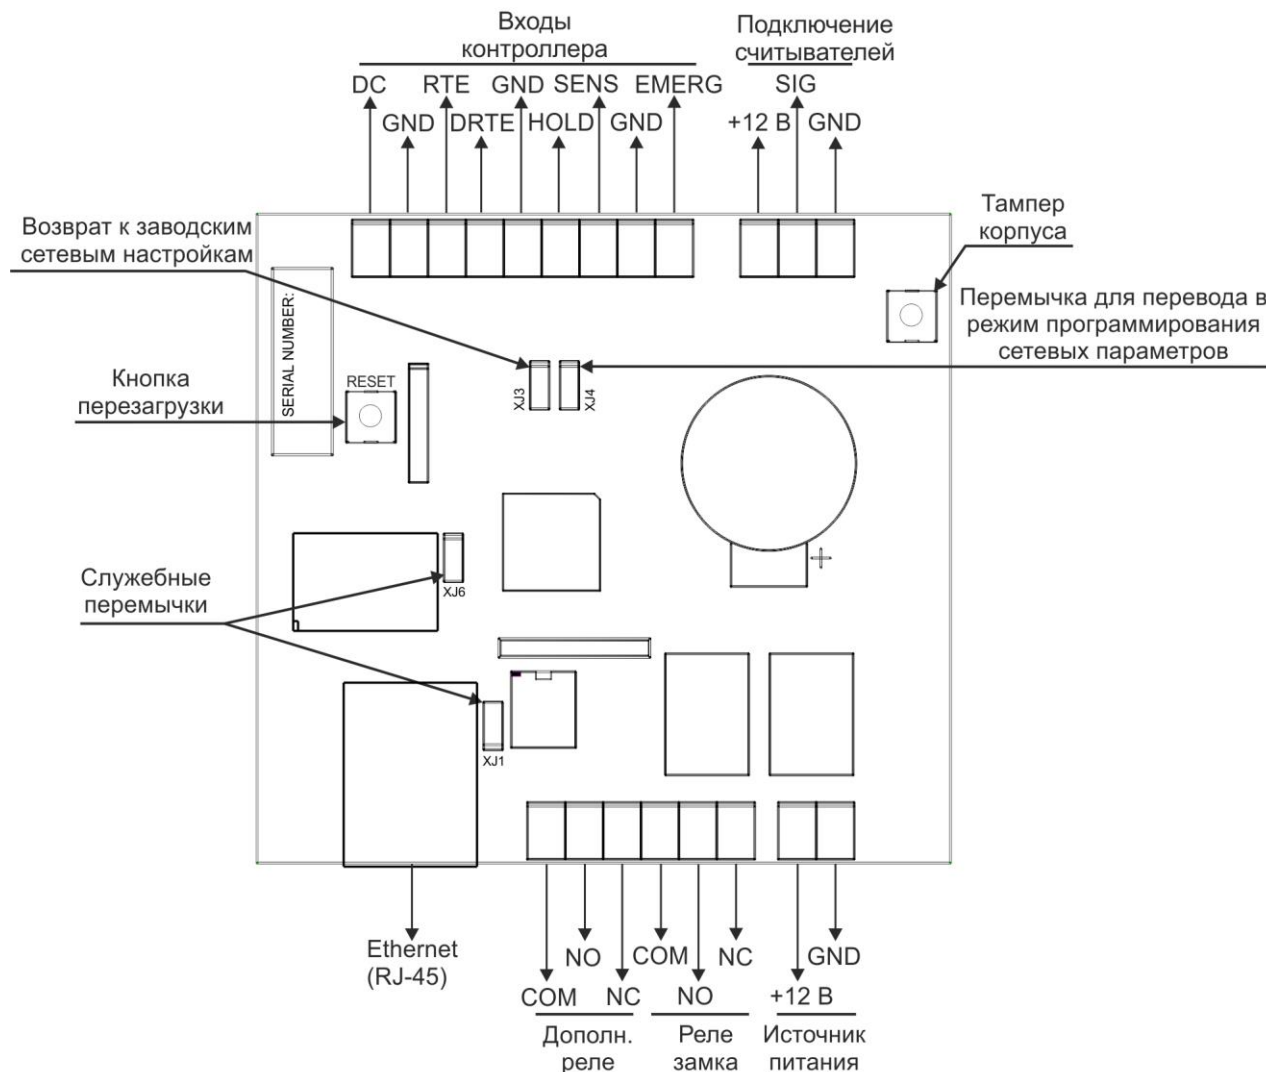 Входы
контроллера
Подключение
считывателей
DC RTE GND SENS EMERG SIG
GND DRTE HOLD GND +12 В GND
Возврат к заводским
сетевым настройкам
Тампер
корпуса
SERIAL NUMBER:
Перемычка для перевода в
режим программирования
сетевых параметров
Кнопка
перезагрузки
RESET
XJ3
XJ4
Служебные
перемычки
XJ6
XJ1
Ethernet
(RJ-45)
NO COM NC GND
COM NC NO +12 В
Дополн.
реле
Реле
замка
Источник
питания